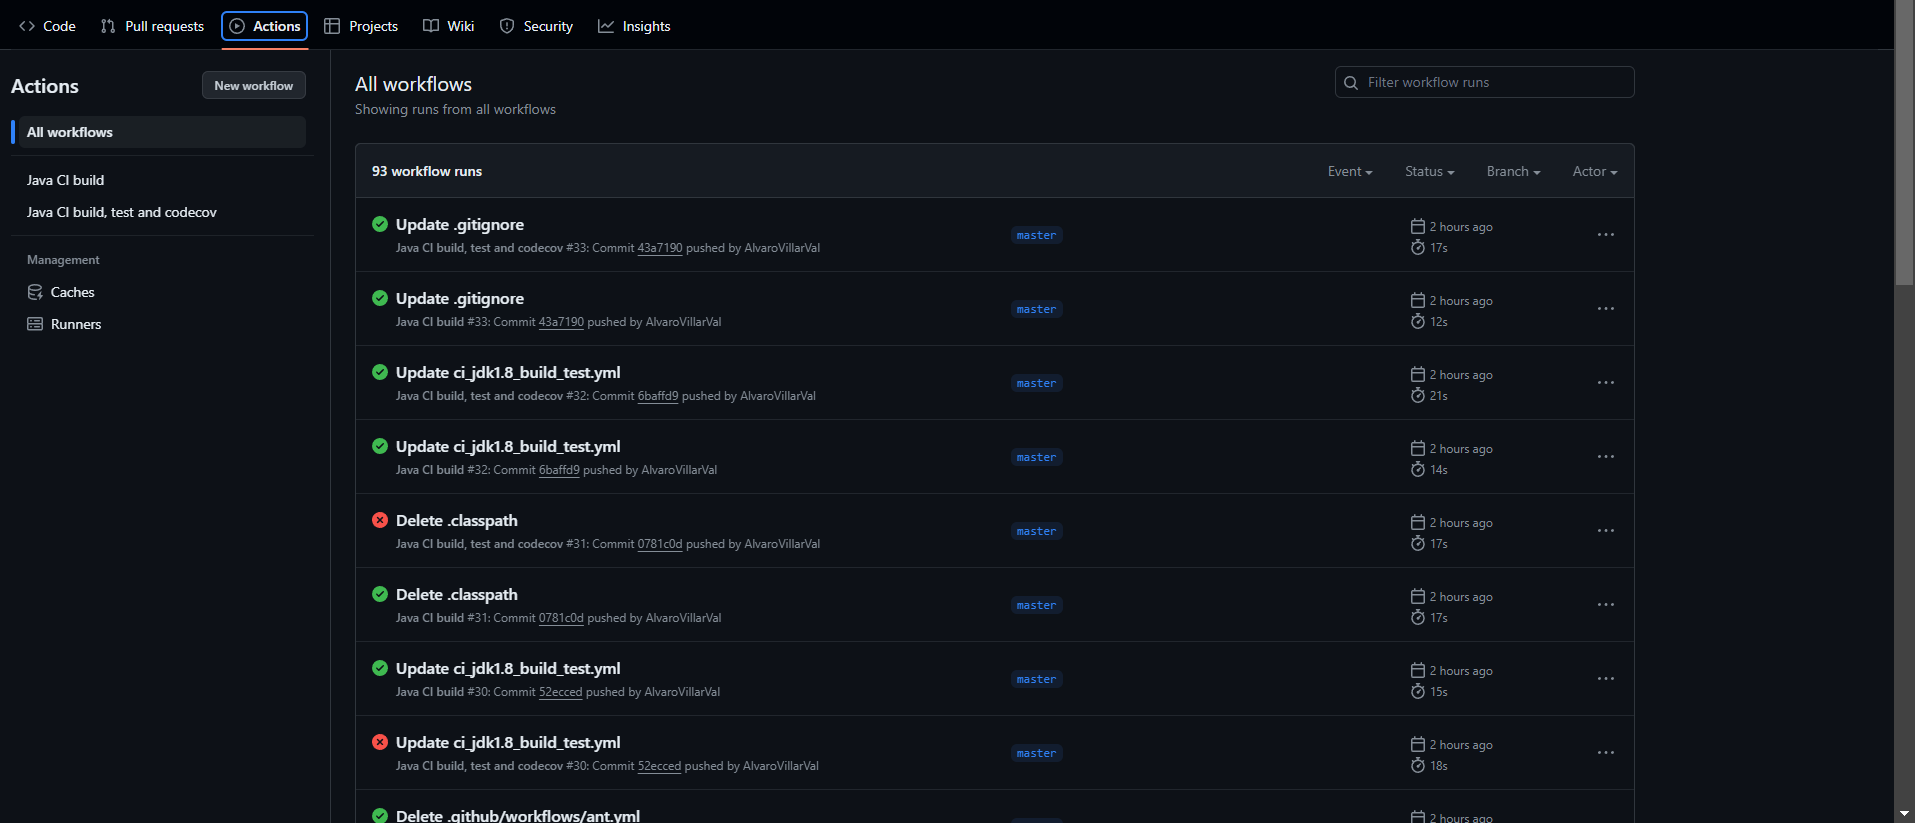 Code Pull requests Actions Projects Wiki Security Insights
Actions
New workflow
All workflows
Java CI build
Java CI build, test and codecov
Management
Caches
Runners
All workflows
Showing runs from all workflows
Filter workflow runs
93 workflow runs
Event Status Branch Actor
Update .gitignore
Java CI build, test and codecov #33: Commit 43a7190 pushed by AlvaroVillarVal
master
2 hours ago
17s
Update .gitignore
Java CI build #33: Commit 43a7190 pushed by AlvaroVillarVal
master
2 hours ago
12s
Update ci_jdk1.8_build_test.yml
Java CI build, test and codecov #32: Commit 6baffd9 pushed by AlvaroVillarVal
master
2 hours ago
21s
Update ci_jdk1.8_build_test.yml
Java CI build #32: Commit 6baffd9 pushed by AlvaroVillarVal
master
2 hours ago
14s
Delete .classpath
Java CI build, test and codecov #31: Commit 0781c0d pushed by AlvaroVillarVal
master
2 hours ago
17s
Delete .classpath
Java CI build #31: Commit 0781c0d pushed by AlvaroVillarVal
master
2 hours ago
17s
Update ci_jdk1.8_build_test.yml
Java CI build #30: Commit 52ecced pushed by AlvaroVillarVal
master
2 hours ago
15s
Update ci_jdk1.8_build_test.yml
Java CI build, test and codecov #30: Commit 52ecced pushed by AlvaroVillarVal
master
2 hours ago
18s
Delete .github/workflows/ant.yml
2 hours ago